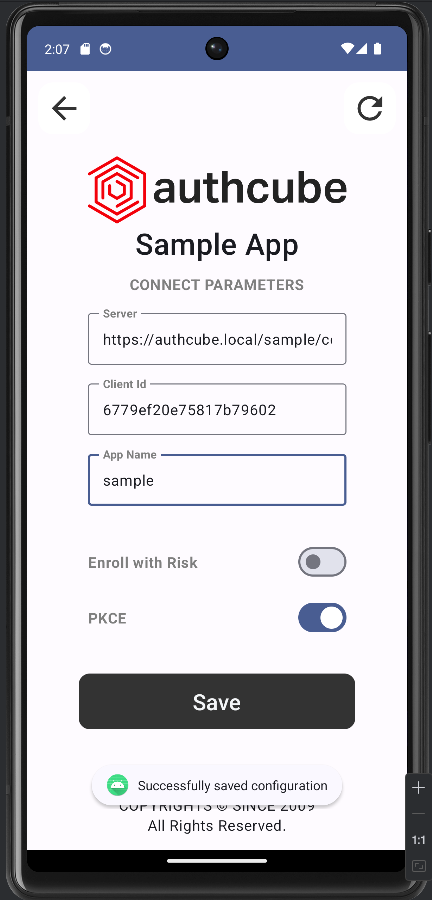 2:07
authcube
Sample App
CONNECT PARAMETERS
Server
https://authcube.local/sample/c
Client Id
6779ef20e75817b79602
App Name
sample
Enroll with Risk
PKCE
Save
Successfully saved configuration
COPYRIGHTS © SINCE 2009
All Rights Reserved.
1:1